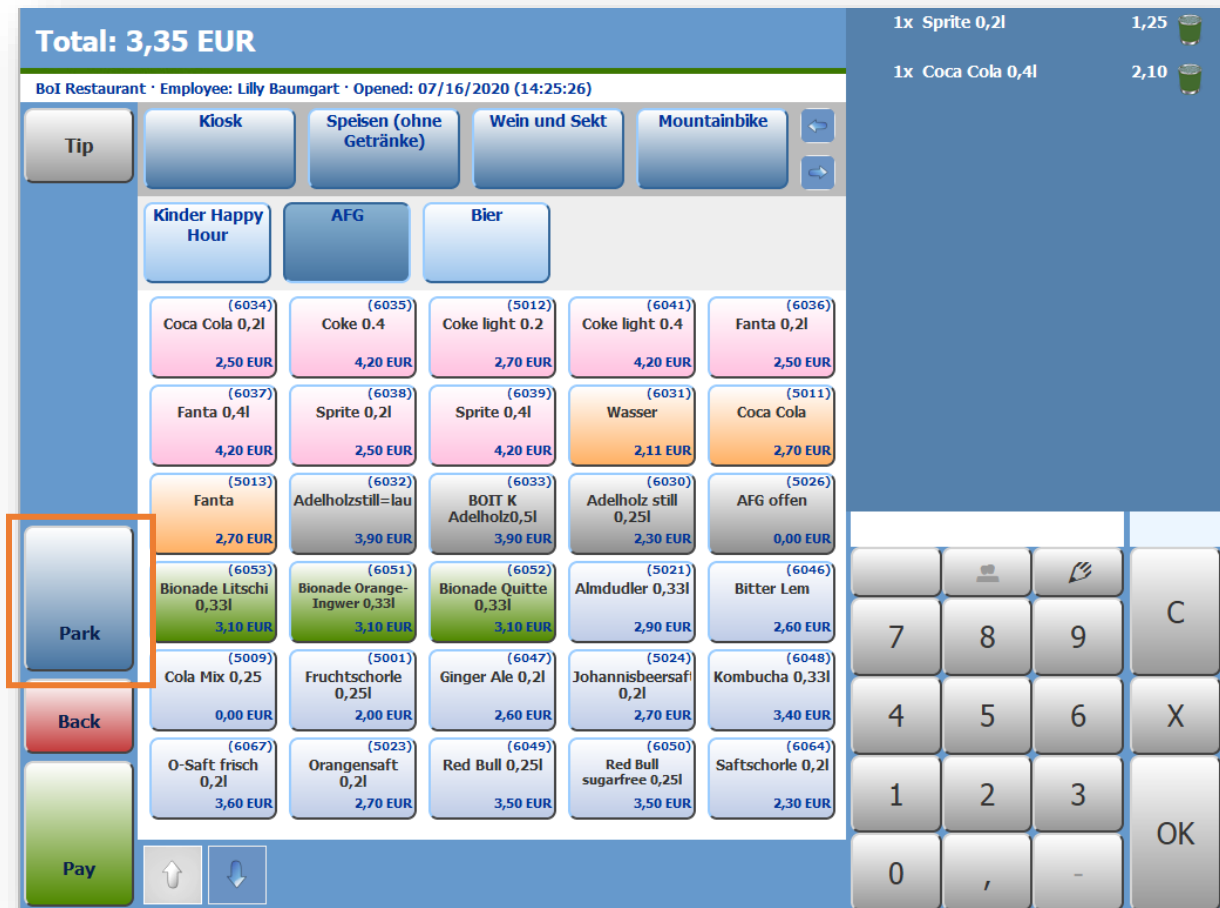 Total: 3,35 EUR
BoI Restaurant · Employee: Lilly Baumgart · Opened: 07/16/2020 (14:25:26)
1x Sprite 0,2l 1,25
1x Coca Cola 0,4l 2,10
Tip
Kiosk
Speisen (ohne
Getränke)
Wein und Sekt
Mountainbike
Kinder Happy
Hour
AFG
Bier
(6034)
Coca Cola 0,2l
2,50 EUR
(6035)
Coke 0.4
4,20 EUR
(5012)
Coke light 0.2
2,70 EUR
(6041)
Coke light 0.4
4,20 EUR
(6036)
Fanta 0,2l
2,50 EUR
(6037)
Fanta 0,4l
4,20 EUR
(6038)
Sprite 0,2l
2,50 EUR
(6039)
Sprite 0,4l
4,20 EUR
(6031)
Wasser
2,11 EUR
(5011)
Coca Cola
2,70 EUR
(5013)
Fanta
2,70 EUR
(6032)
Adelholzstill=lau
3,90 EUR
(6033)
BOIT K
Adelholz0,5l
3,90 EUR
(6030)
Adelholz still
0,25l
2,30 EUR
(5026)
AFG offen
0,00 EUR
(6053)
Bionade Litschi
0,33l
3,10 EUR
(6051)
Bionade Orange-
Ingwer 0,33l
3,10 EUR
(6052)
Bionade Quitte
0,33l
3,10 EUR
(5021)
Almdudler 0,33l
2,90 EUR
(6046)
Bitter Lem
2,60 EUR
(5009)
Cola Mix 0,25
0,00 EUR
(5001)
Fruchtschorle
0,25l
2,00 EUR
(6047)
Ginger Ale 0,2l
2,60 EUR
(5024)
Johannisbeersaft
0,2l
2,70 EUR
(6048)
Kombucha 0,33l
3,40 EUR
(6067)
O-Saft frisch
0,2l
3,60 EUR
(5023)
Orangensaft
0,2l
2,70 EUR
(6049)
Red Bull 0,25l
3,50 EUR
(6050)
Red Bull
sugarfree 0,25l
3,50 EUR
(6064)
Saftschorle 0,2l
2,30 EUR
Park
Back
Pay
C
7 8 9
4 5 6 X
1 2 3
OK
0 , -